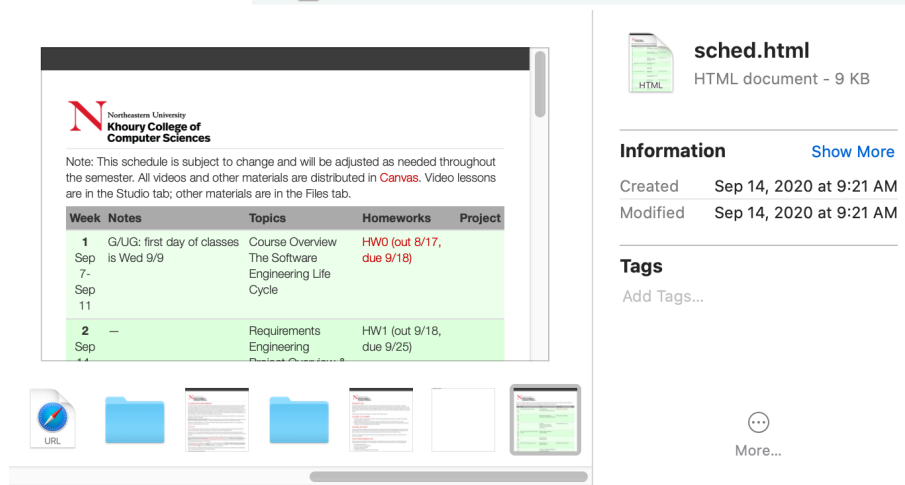 Northeastern University
Khoury College of
Computer Sciences
Note: This schedule is subject to change and will be adjusted as needed throughout
the semester. All videos and other materials are distributed in Canvas. Video lessons
are in the Studio tab; other materials are in the Files tab.
Week Notes Topics Homeworks Project
1 G/UG: first day of classes Course Overview HW0 (out 8/17,
Sep is Wed 9/9 The Software due 9/18)
7- Engineering Life
Sep Cycle
11
2 — Requirements HW1 (out 9/18,
Sep Engineering due 9/25)
14- Project Overview &
URL
HTML
sched.html
HTML document - 9 KB
Information Show More
Created Sep 14, 2020 at 9:21 AM
Modified Sep 14, 2020 at 9:21 AM
Tags
Add Tags...
More...